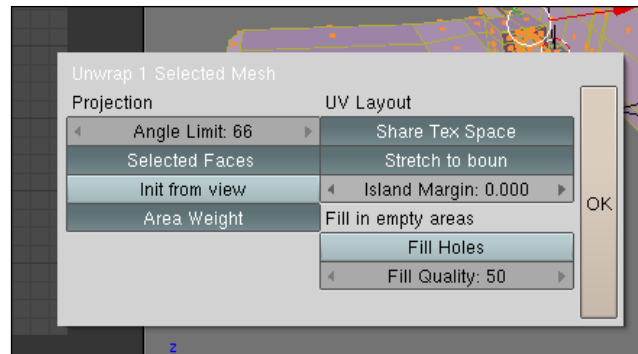 Unwrap 1 Selected Mesh
Projection
Angle Limit: 66
Selected Faces
Init from view
Area Weight
UV Layout
Share Tex Space
Stretch to boun
Island Margin: 0.000
Fill in empty areas
Fill Holes
Fill Quality: 50
OK
z